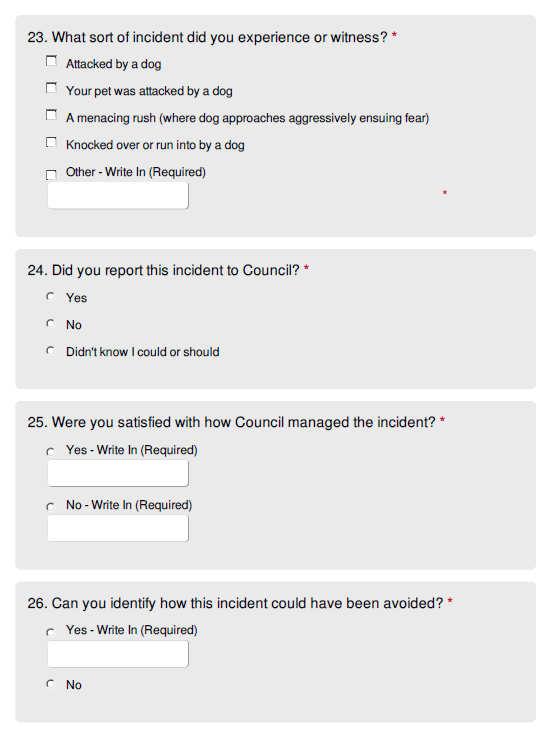 23. What sort of incident did you experience or witness? *
Attacked by a dog
Your pet was attacked by a dog
A menacing rush (where dog approaches aggressively ensuing fear)
Knocked over or run into by a dog
Other - Write In (Required)
*
24. Did you report this incident to Council? *
Yes
No
Didn't know I could or should
25. Were you satisfied with how Council managed the incident? *
Yes - Write In (Required)
No - Write In (Required)
26. Can you identify how this incident could have been avoided? *
Yes - Write In (Required)
No